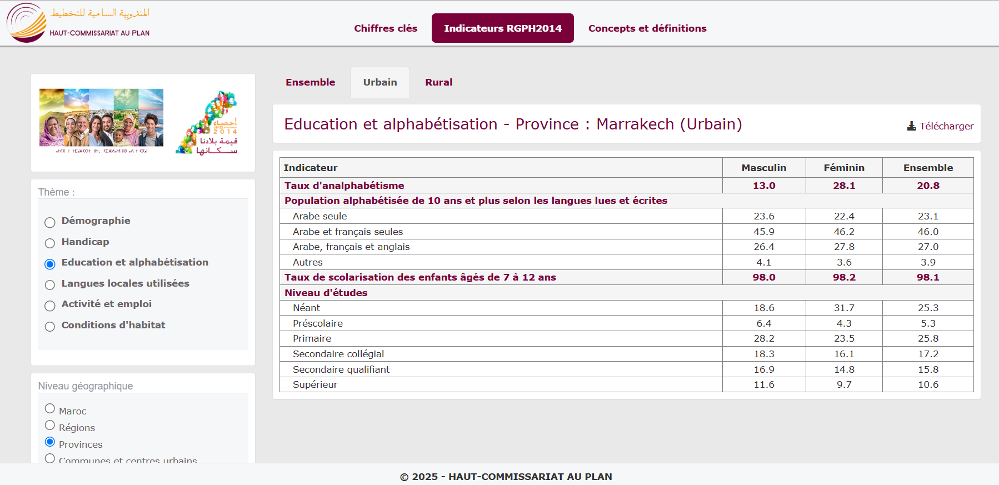 المندوبية السامية للتخطيط
HAUT-COMMISSARIAT AU PLAN
Chiffres clés
Indicateurs RGPH2014
Concepts et définitions
إحصاء
2014
قيمة بلادنا
سكانها
Thème :
Démographie
Handicap
Education et alphabétisation
Langues locales utilisées
Activité et emploi
Conditions d'habitat
Niveau géographique
Maroc
Régions
Provinces
Communes et centres urbains
Ensemble Urbain Rural
Education et alphabétisation - Province : Marrakech (Urbain)
Télécharger
Indicateur Masculin Féminin Ensemble
Taux d'analphabétisme 13.0 28.1 20.8
Population alphabétisée de 10 ans et plus selon les langues lues et écrites
Arabe seule 23.6 22.4 23.1
Arabe et français seules 45.9 46.2 46.0
Arabe, français et anglais 26.4 27.8 27.0
Autres 4.1 3.6 3.9
Taux de scolarisation des enfants âgés de 7 à 12 ans 98.0 98.2 98.1
Niveau d'études
Néant 18.6 31.7 25.3
Préscolaire 6.4 4.3 5.3
Primaire 28.2 23.5 25.8
Secondaire collégial 18.3 16.1 17.2
Secondaire qualifiant 16.9 14.8 15.8
Supérieur 11.6 9.7 10.6
© 2025 - HAUT-COMMISSARIAT AU PLAN